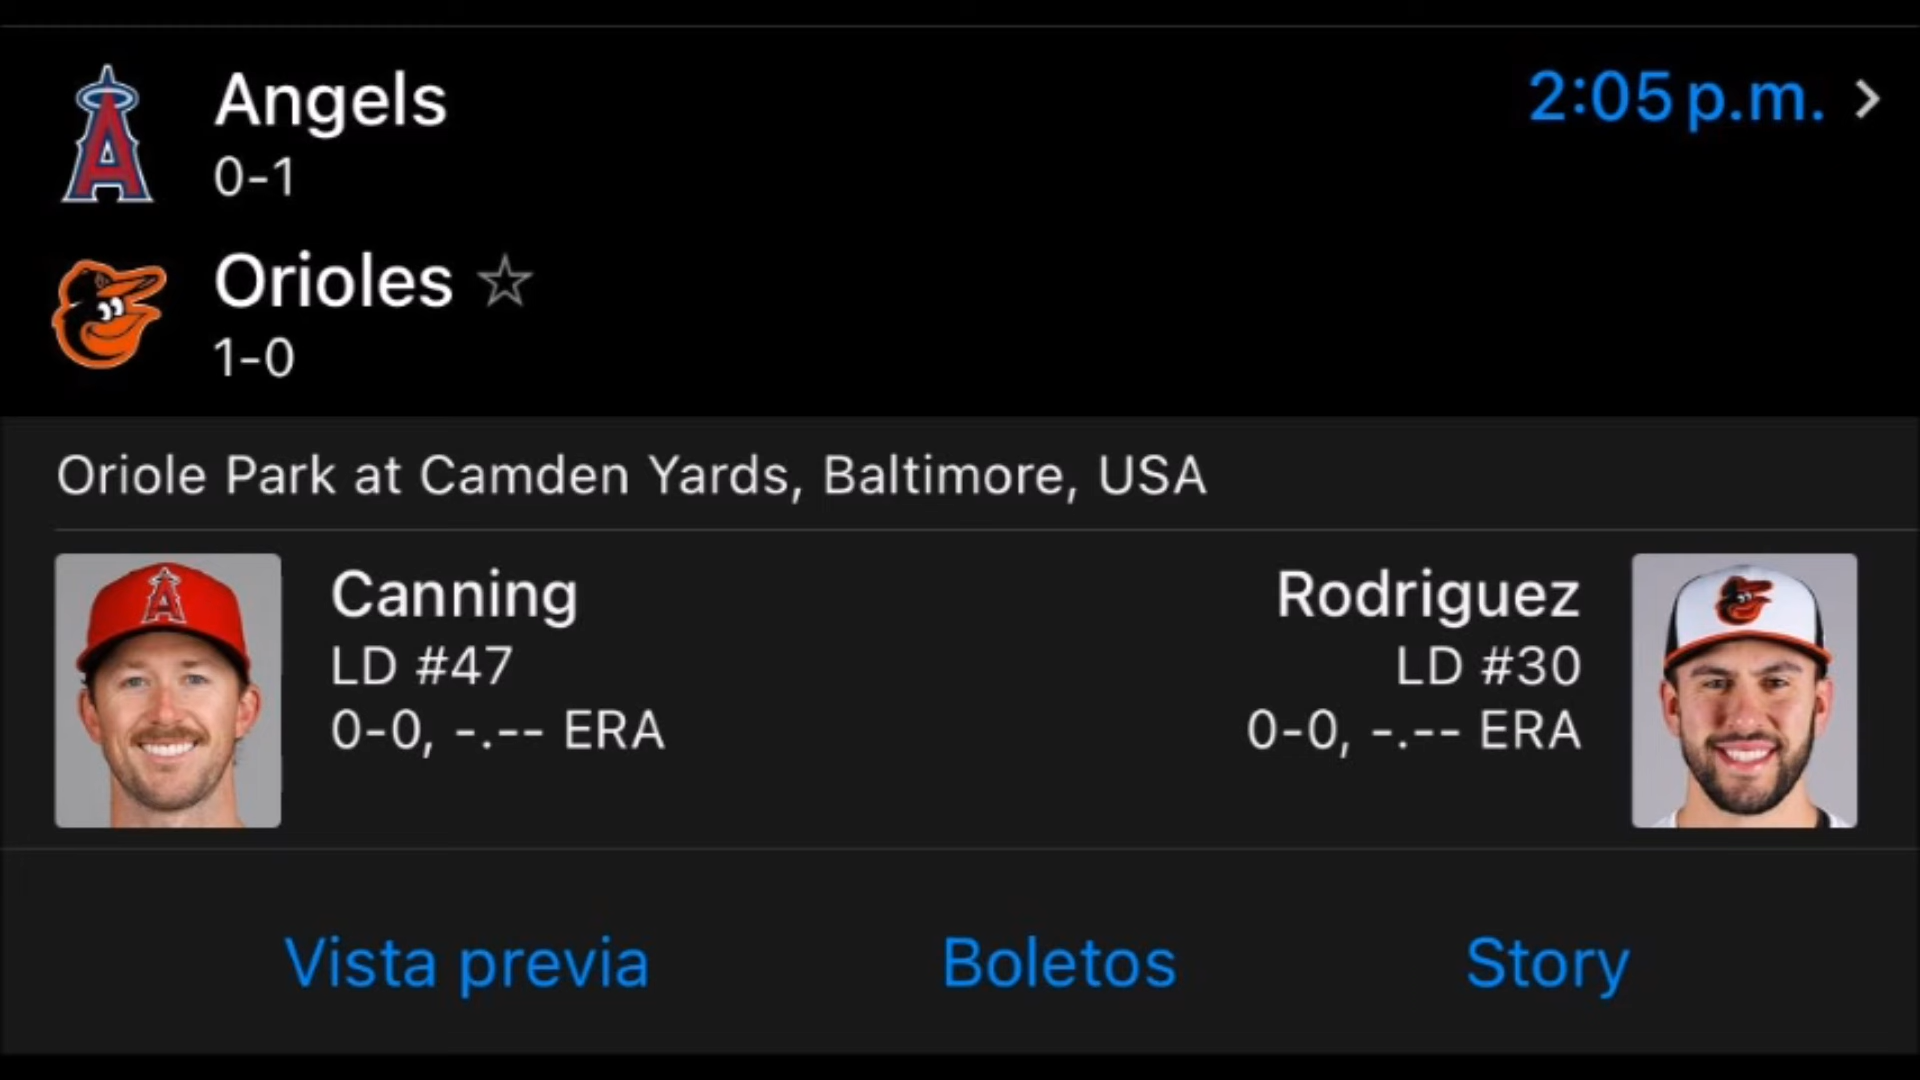 Angels
2:05 p.m.
0-1
Orioles
1-0
Oriole Park at Camden Yards, Baltimore, USA
Canning
LD #47
0-0, -.-- ERA
Rodriguez
LD #30
0-0, -.-- ERA
Vista previa
Boletos
Story